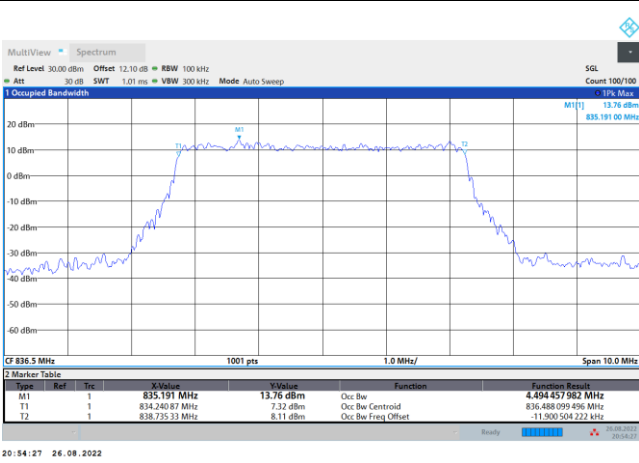 MultiView Spectrum
Ref Level 30.00 dBm Offset 12.10 dB RBW 100 kHz SGL
Att 30 dB SWT 1.01 ms VBW 300 kHz Mode Auto Sweep Count 100/100
1 Occupied Bandwidth 1Pk Max
M1[1] 13.76 dBm
835.191 00 MHz
M1
20 dBm
T1 T2
10 dBm
0 dBm
-10 dBm
-20 dBm
-30 dBm
-40 dBm
-50 dBm
-60 dBm
CF 836.5 MHz 1001 pts 1.0 MHz/ Span 10.0 MHz
2 Marker Table
Type Ref Trc X-Value Y-Value Function Function Result
M1 1 835.191 MHz 13.76 dBm Occ Bw 4.494 457 982 MHz
T1 1 834.240 87 MHz 7.32 dBm Occ Bw Centroid 836.488 099 496 MHz
T2 1 838.735 33 MHz 8.11 dBm Occ Bw Freq Offset -11.900 504 222 kHz
Ready 26.08.2022
20:54:27
20:54:27 26.08.2022